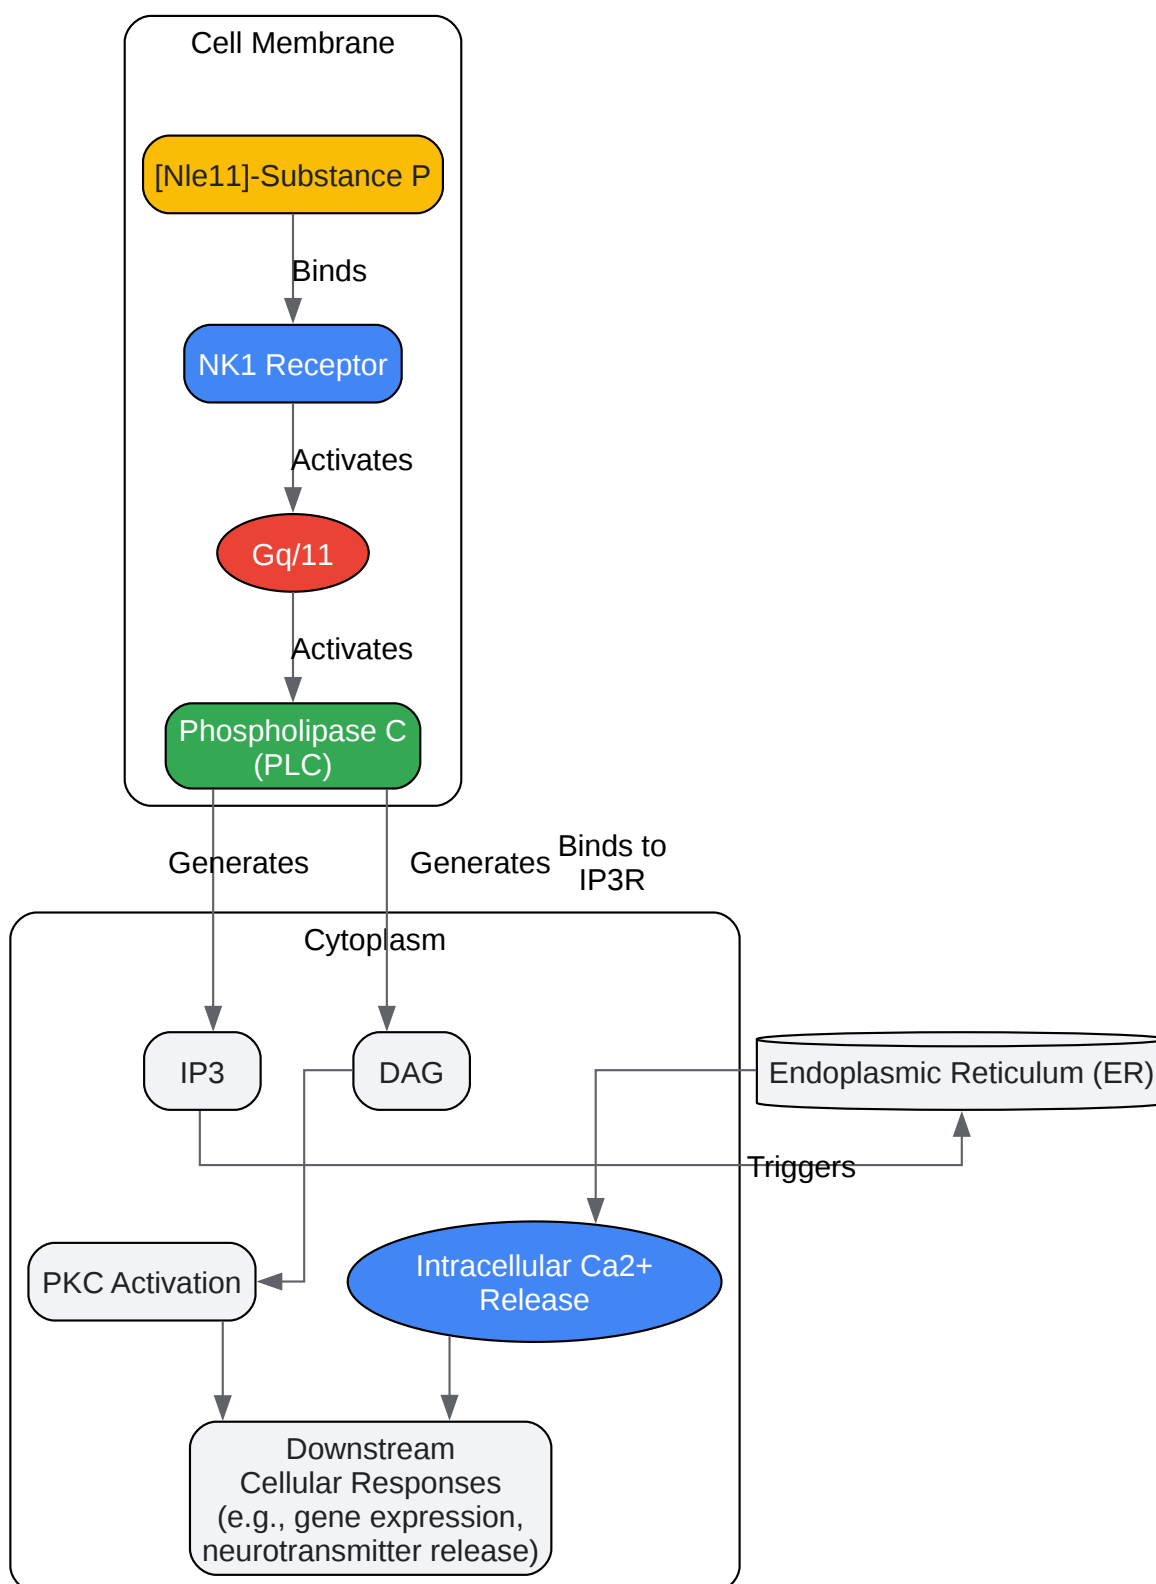 Cell Membrane
[Nle11]-Substance P
Binds
NK1 Receptor
Activates
Gq/11
Activates
Phospholipase C
(PLC)
Generates
Generates
Binds to
IP3R
Cytoplasm
IP3
DAG
Endoplasmic Reticulum (ER)
Triggers
PKC Activation
Intracellular Ca2+
Release
Downstream
Cellular Responses
(e.g., gene expression,
neurotransmitter release)